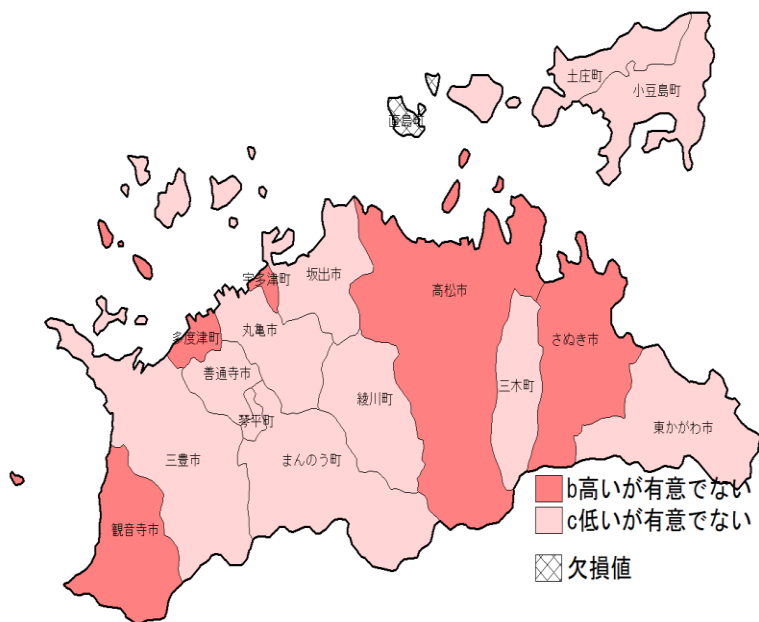 土庄町
小豆島町
直島町
宇多津町
坂出市
高松市
多度津町
丸亀市
さぬき市
善通寺市
三木町
綾川町
琴平町
東かがわ市
三豊市
まんのう町
観音寺市
b高いが有意でない
c低いが有意でない
欠損値